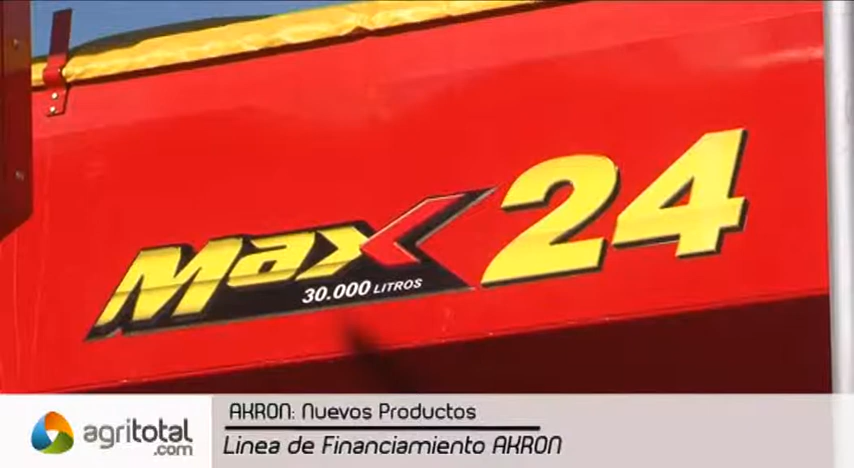 Max 24
30.000 LITROS
agritotal
.com
AKRON: Nuevos Productos
Linea de Financiamiento AKRON